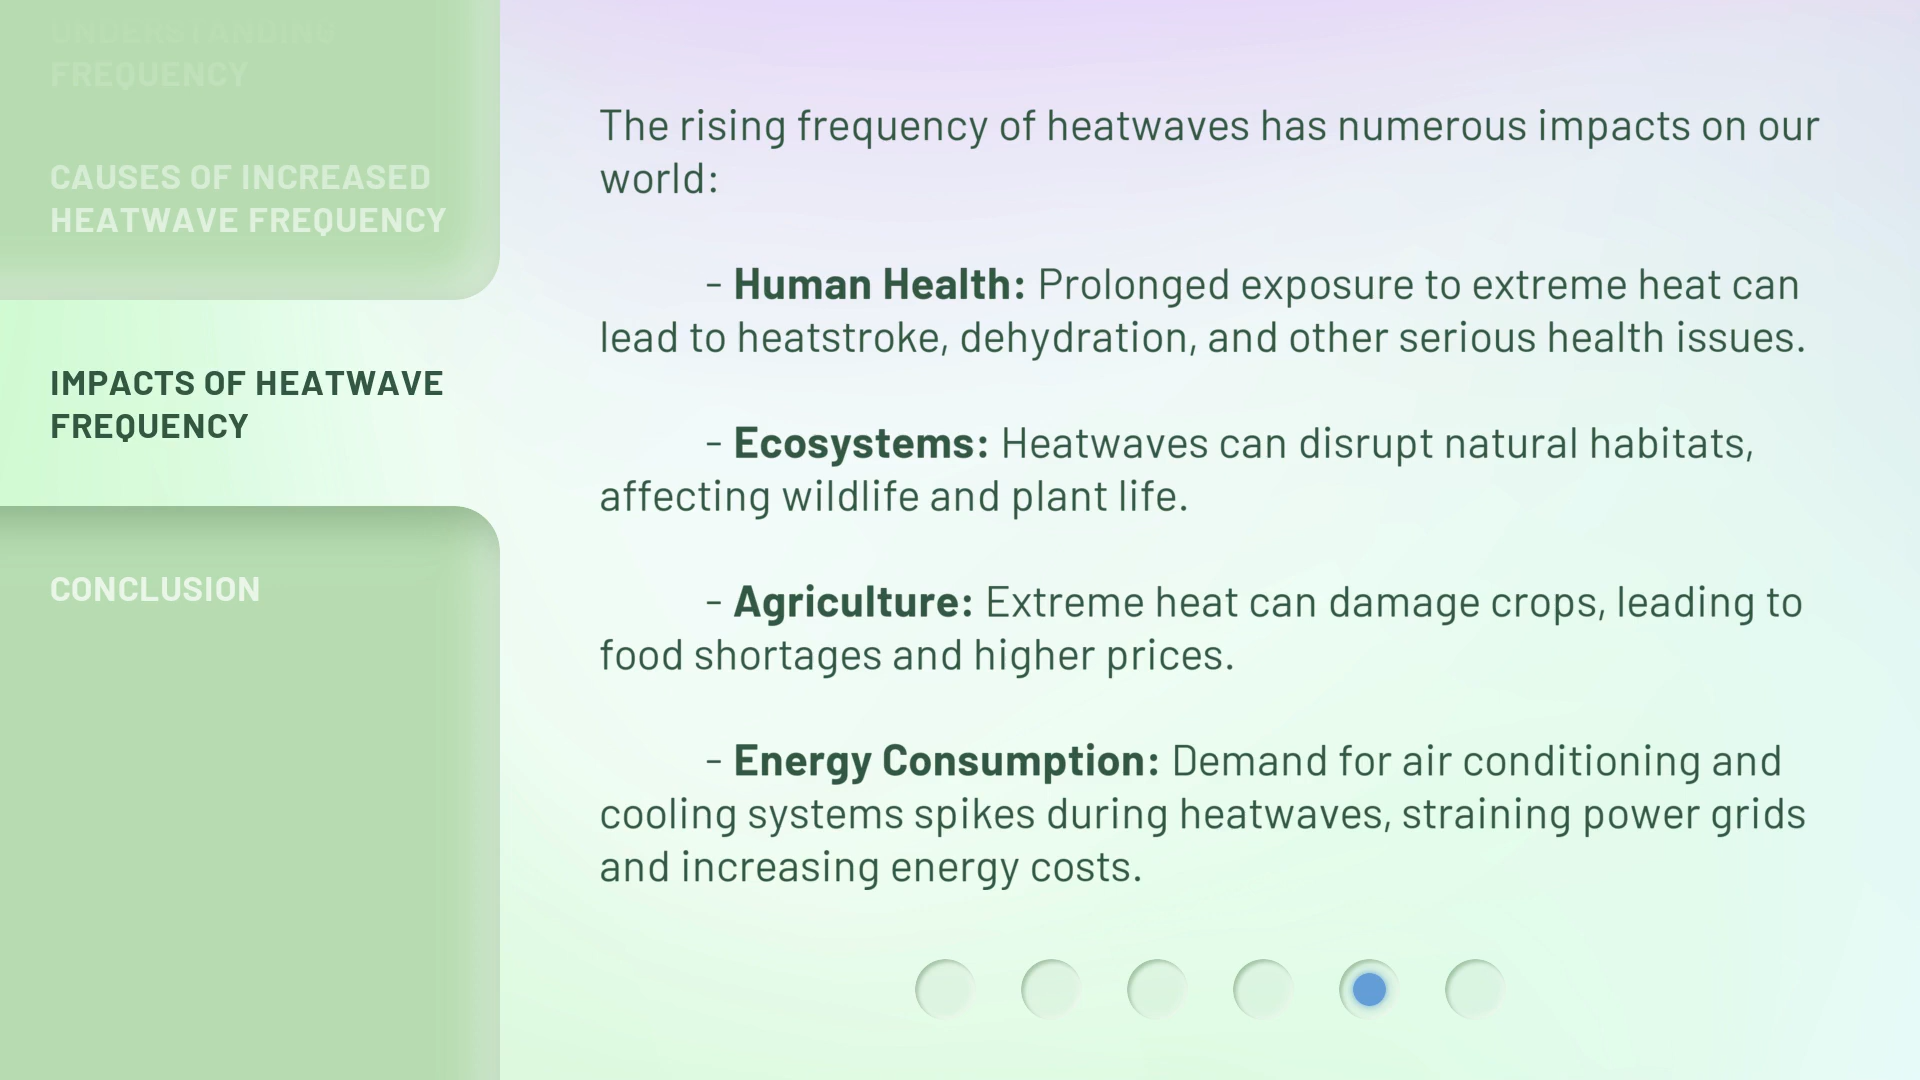 UNDERSTANDING
FREQUENCY
CAUSES OF INCREASED
HEATWAVE FREQUENCY
IMPACTS OF HEATWAVE
FREQUENCY
CONCLUSION
The rising frequency of heatwaves has numerous impacts on our
world:
- Human Health: Prolonged exposure to extreme heat can
lead to heatstroke, dehydration, and other serious health issues.
- Ecosystems: Heatwaves can disrupt natural habitats,
affecting wildlife and plant life.
- Agriculture: Extreme heat can damage crops, leading to
food shortages and higher prices.
- Energy Consumption: Demand for air conditioning and
cooling systems spikes during heatwaves, straining power grids
and increasing energy costs.